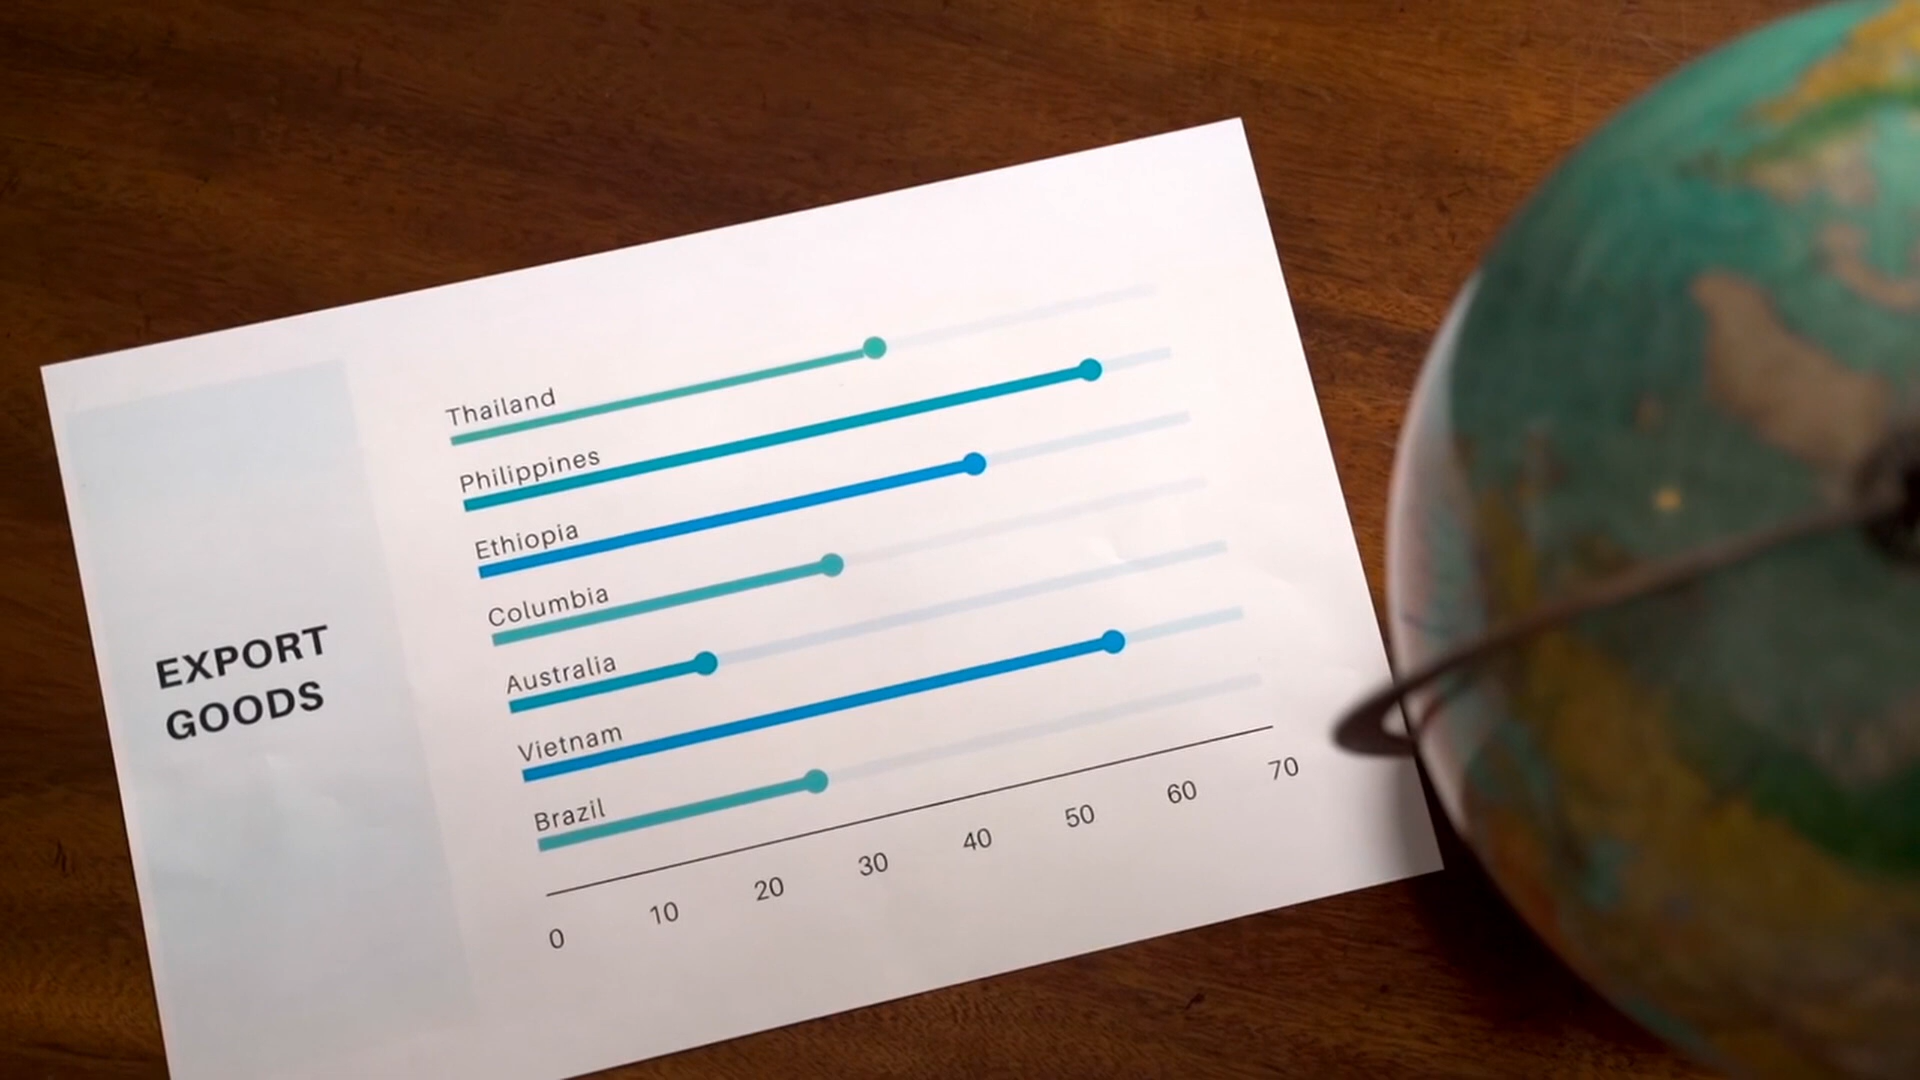 EXPORT
GOODS
Thailand
Philippines
Ethiopia
Columbia
Australia
Vietnam
Brazil
0 10 20 30 40 50 60 70